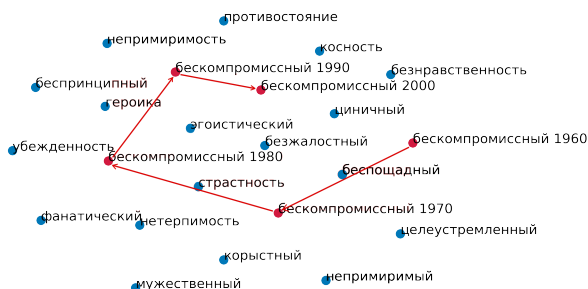 противостояние
непримиримость
косность
бескомпромиссный 1990
безнравственность
беспринципный
бескомпромиссный 2000
героика
циничный
эгоистический
бескомпромиссный 1960
безжалостный
убежденность
бескомпромиссный 1980
беспощадный
страстность
бескомпромиссный 1970
фанатический
нетерпимость
целеустремленный
корыстный
непримиримый
мужественный